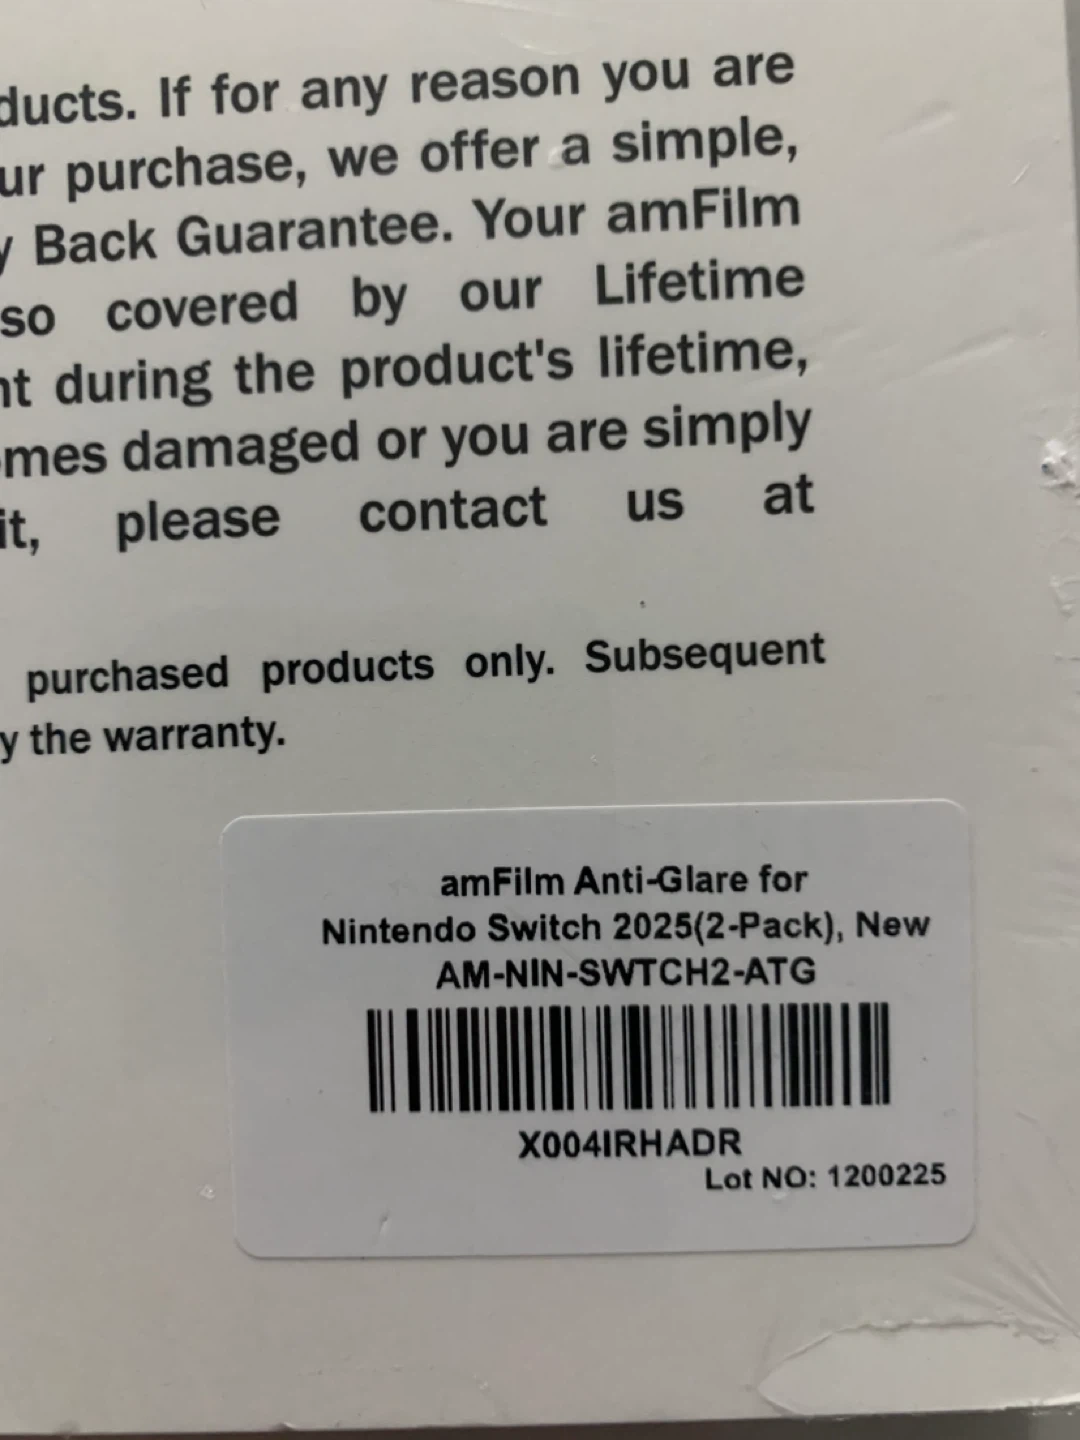 ducts. If for any reason you are
ur purchase, we offer a simple,
y Back Guarantee. Your amFilm
so covered by our Lifetime
nt during the product's lifetime,
omes damaged or you are simply
it, please contact us at
purchased products only. Subsequent
y the warranty.
amFilm Anti-Glare for
Nintendo Switch 2025(2-Pack), New
AM-NIN-SWTCH2-ATG
X004IRHADR
Lot NO: 1200225